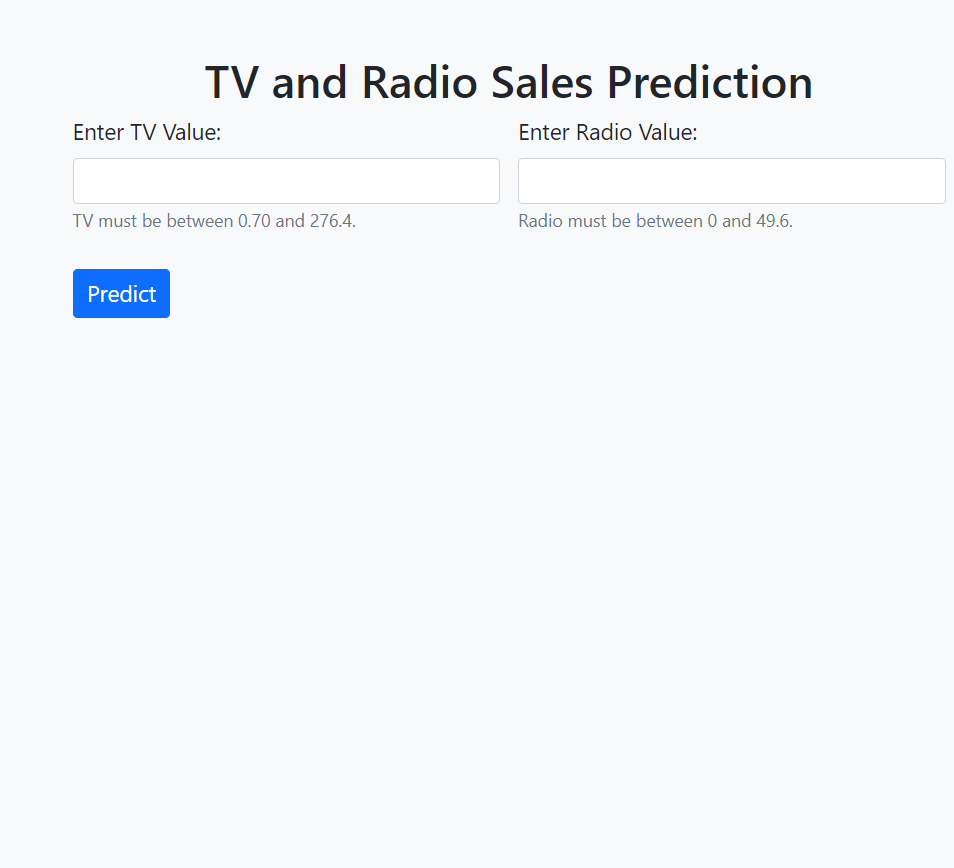 TV and Radio Sales Prediction
Enter TV Value:
Enter Radio Value:
TV must be between 0.70 and 276.4.
Radio must be between 0 and 49.6.
Predict